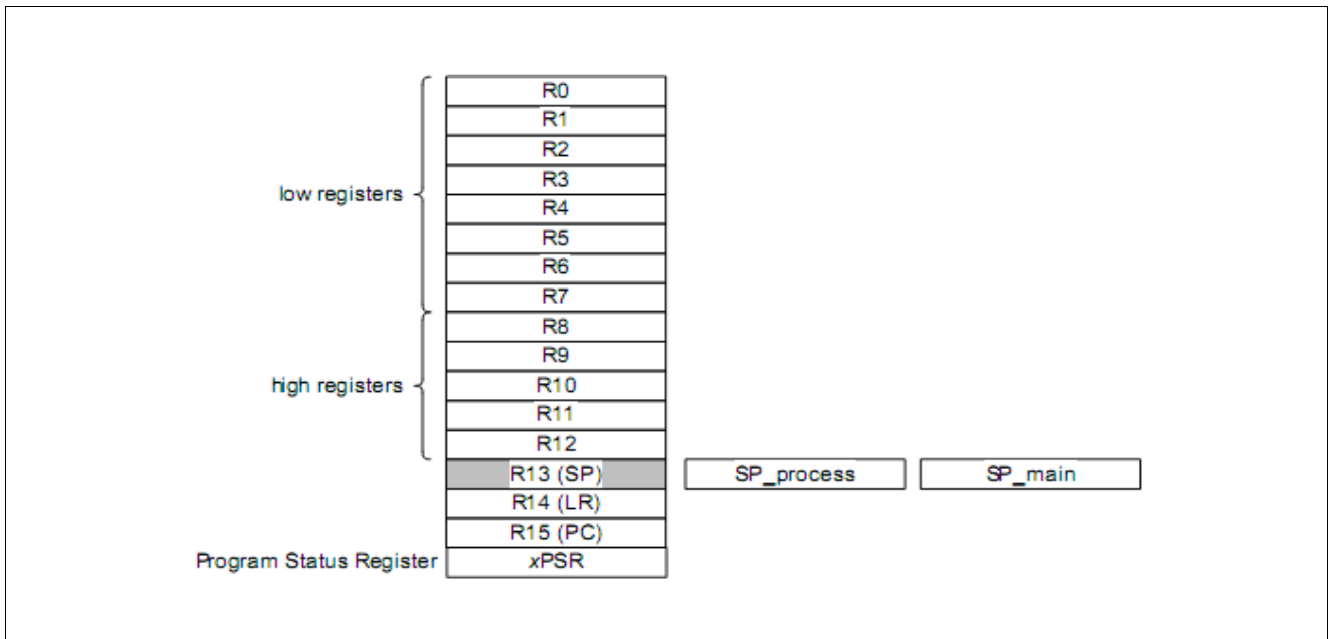 R0
R1
R2
R3
low registers
R4
R5
R6
R7
R8
R9
high registers
R10
R11
R12
R13 (SP) SP_process SP_main
R14 (LR)
R15 (PC)
Program Status Register xPSR